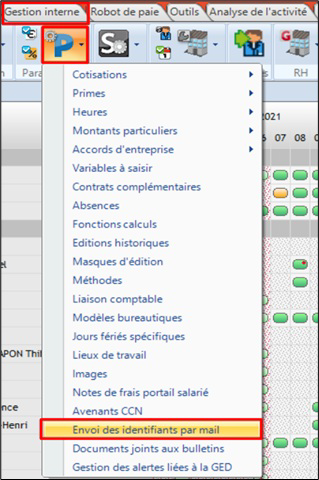 Gestion interne Robot de paie Outils Analyse de l'activité
P S G
Para s RH
2021
6 07 08
Cotisations
Primes
Heures
Montants particuliers
Accords d'entreprise
Variables à saisir
Contrats complémentaires
Absences
Fonctions calculs
Editions historiques
Masques d'édition
el
Méthodes
Liaison comptable
Modèles bureautiques
Jours fériés spécifiques
APON Thib
Lieux de travail
Images
Notes de frais portail salarié
nce
Avenants CCN
-Henri
Envoi des identifiants par mail
Documents joints aux bulletins
Gestion des alertes liées à la GED